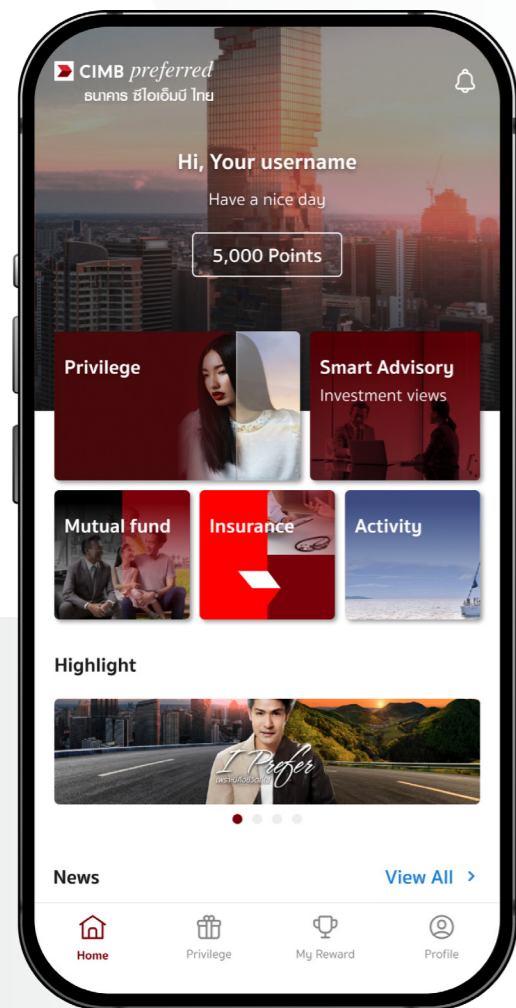 CIMB preferred
ธนาคาร ซีไอเอ็มบี ไทย
Hi, Your username
Have a nice day
5,000 Points
Privilege
Smart Advisory
Investment views
Mutual fund
Insurance
Activity
Highlight
I Prefer
News
View All
Home
Privilege
My Reward
Profile